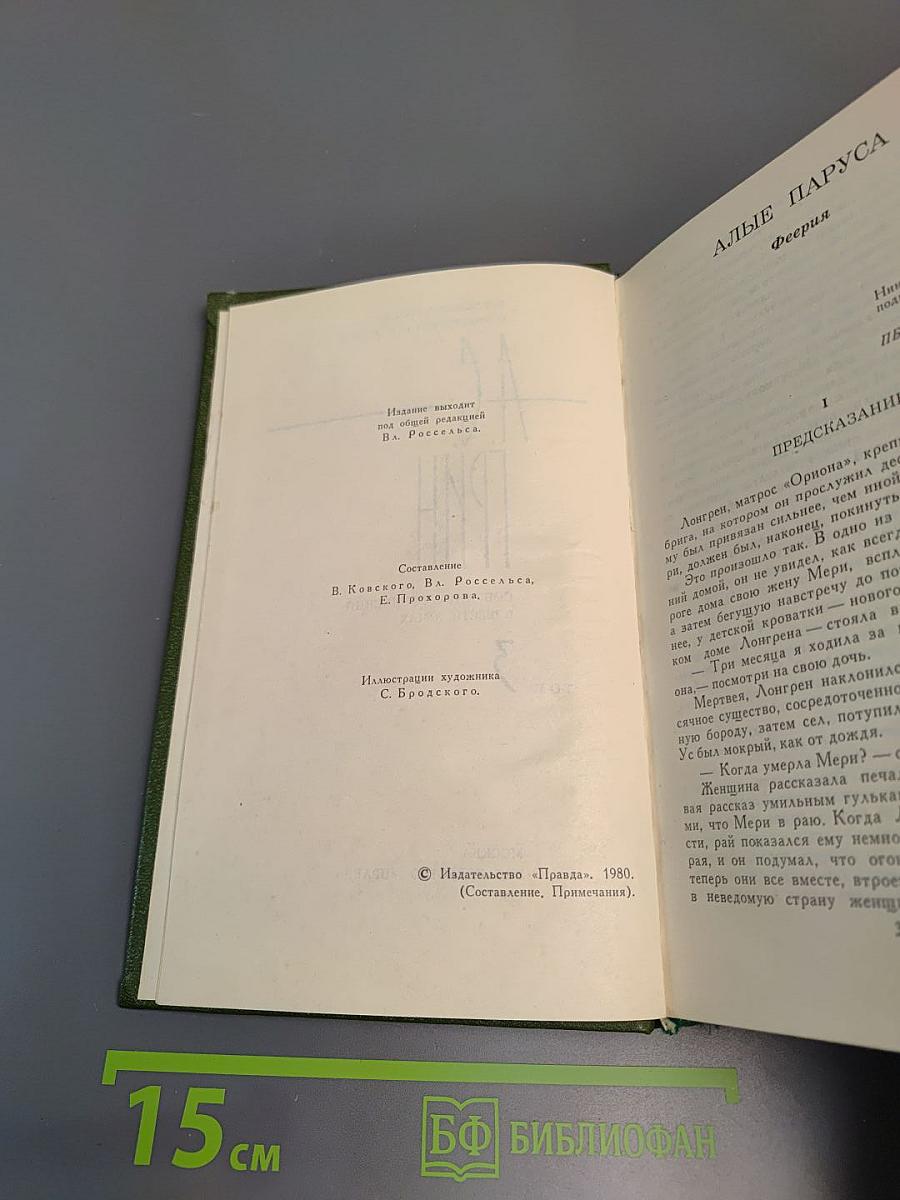 Издание выходит
под общей редакцией
Вл. Россельса.
Составление
В. Ковского, Вл. Россельса,
Е. Прохорова.
Иллюстрации художника
С. Бродского.
© Издательство «Правда». 1980.
(Составление. Примечания).
АЛЫЕ ПАРУСА
Феерия
I
ПРЕДСКАЗАНИ
Лонгрен, матрос «Ориона», креп
брига, на котором он прослужил дес
му был привязан сильнее, чем иной
ри, должен был, наконец, покинуть
Это произошло так. В одно из
ний домой, он не увидел, как всег
роге дома свою жену Мери, вспл
а затем бегущую навстречу до по
нее, у детской кроватки — нового
ком доме Лонгрена — стояла в
— Три месяца я ходила за
она,— посмотри на свою дочь.
Мертвея, Лонгрен наклонилс
сячное существо, сосредоточенно
ную бороду, затем сел, потупил
Ус был мокрый, как от дождя.
— Когда умерла Мери? — с
Женщина рассказала печа
вая рассказ умильным гулька
ми, что Мери в раю. Когда
сти, рай показался ему немно
рая, и он подумал, что ого
теперь они все вместе, втрое
в неведомую страну женщ
15 см
БФ БИБЛИОФАН